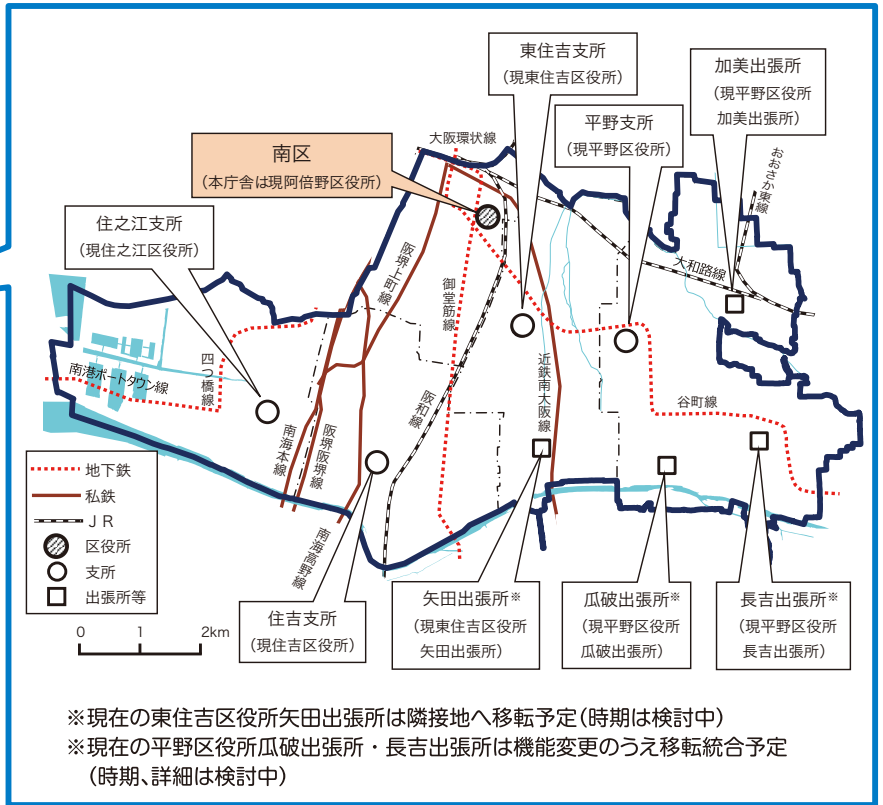 東住吉支所
(現東住吉区役所)
加美出張所
(現平野区役所
加美出張所)
平野支所
(現平野区役所)
大阪環状線
南区
(本庁舎は現阿倍野区役所)
おおさか東線
住之江支所
(現住之江区役所)
阪堺上町線
御堂筋線
大和路線
四つ橋線
南港ポートタウン線
近鉄南大阪線
阪和線
谷町線
南海本線
阪堺阪堺線
南海高野線
地下鉄
私鉄
JR
区役所
支所
出張所等
0 1 2km
住吉支所
(現住吉区役所)
矢田出張所※
(現東住吉区役所
矢田出張所)
瓜破出張所※
(現平野区役所
瓜破出張所)
長吉出張所※
(現平野区役所
長吉出張所)
※現在の東住吉区役所矢田出張所は隣接地へ移転予定(時期は検討中)
※現在の平野区役所瓜破出張所・長吉出張所は機能変更のうえ移転統合予定
(時期、詳細は検討中)